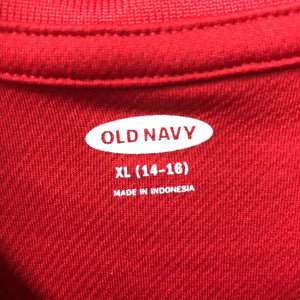 OLD NAVY
XL (14-16)
MADE IN INDONESIA